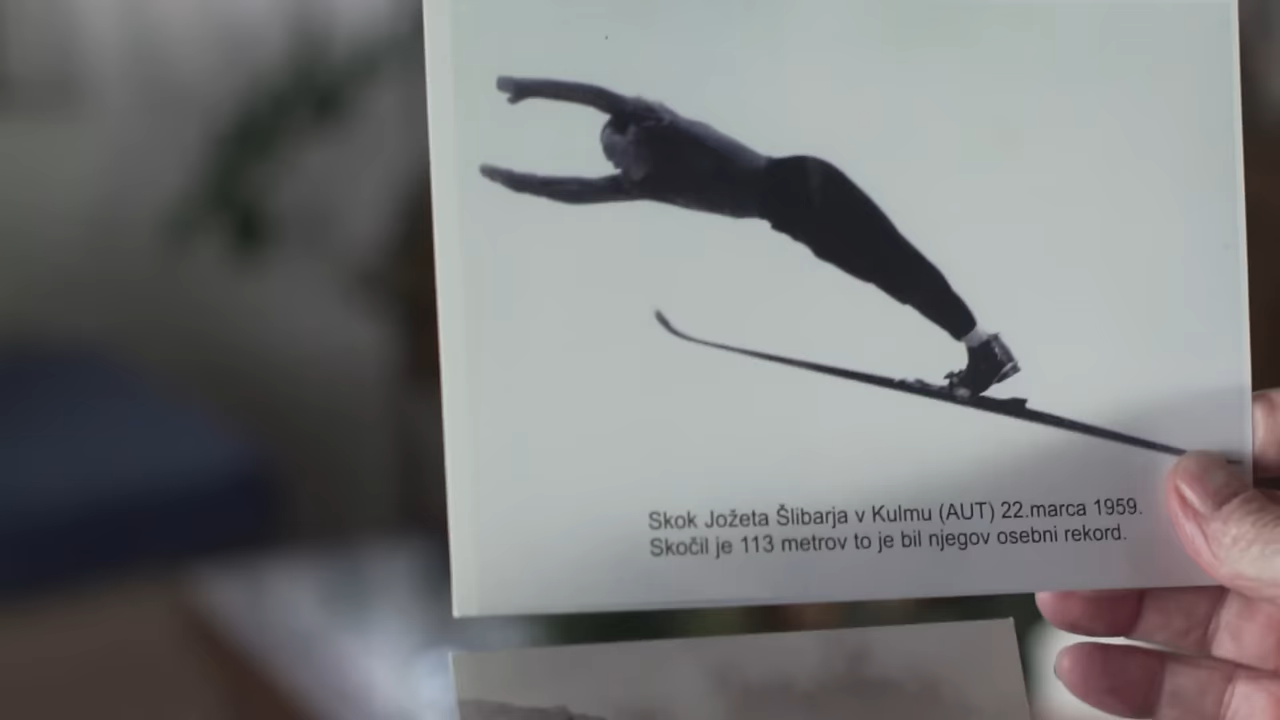 Skok Jožeta Šlibarja v Kulmu (AUT) 22.marca 1959.
Skočil je 113 metrov to je bil njegov osebni rekord.